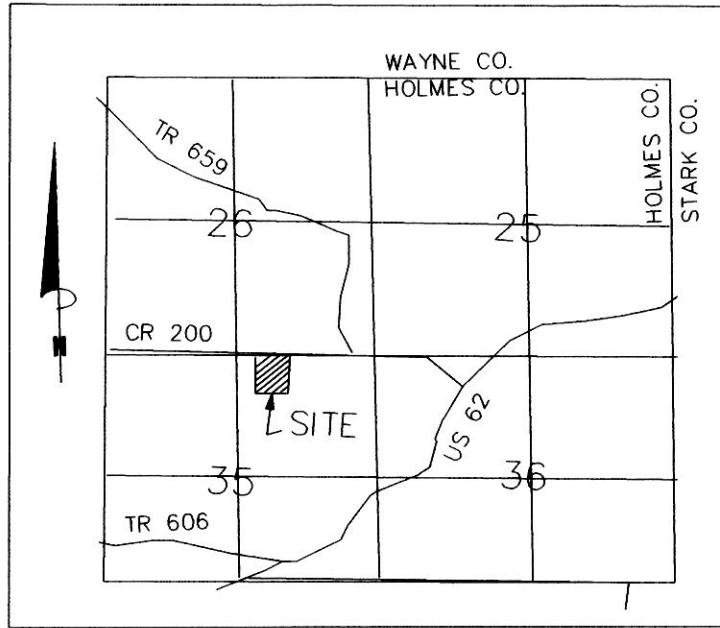 WAYNE CO.
HOLMES CO.
HOLMES CO.
STARK CO.
TR 659
26
25
CR 200
SITE
US 62
35
36
TR 606
N